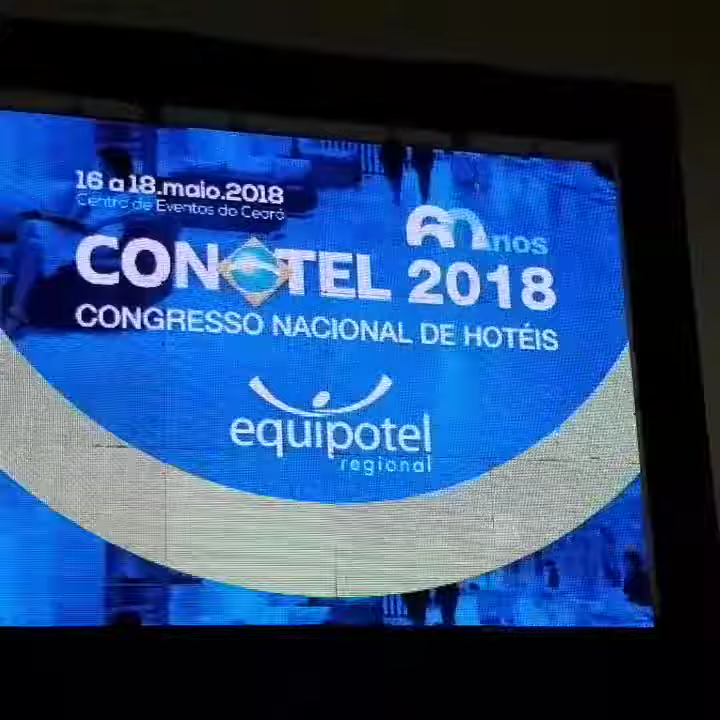 16 a 18.maio.2018
Centro de Eventos do Ceará
60 anos
CONOTEL 2018
CONGRESSO NACIONAL DE HOTÉIS
equipotel
regional